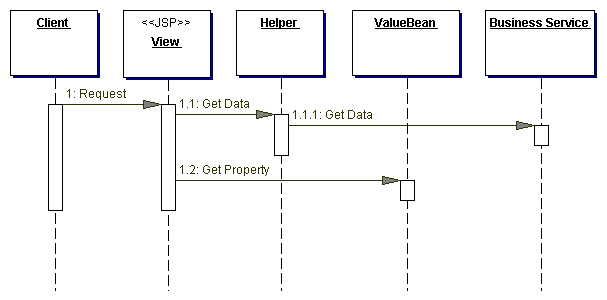 Client
<<JSP>>
View
Helper
ValueBean
Business Service
1: Request
1.1: Get Data
1.1.1: Get Data
1.2: Get Property